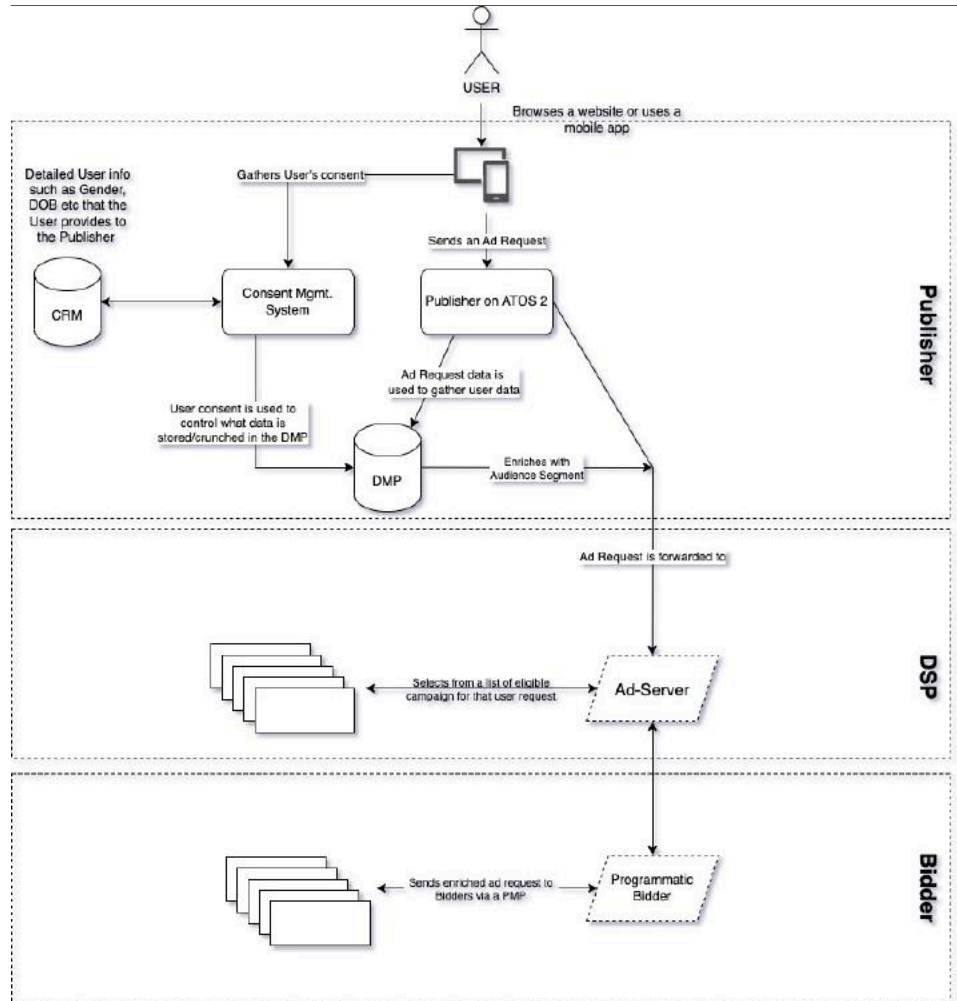 USER
Browses a website or uses a
mobile app
Detailed User info
such as Gender,
DOB etc that the
User provides to
the Publisher
Gathers User's consent
Sends an Ad Request
CRM
Consent Mgmt.
System
Publisher on ATOS 2
Publisher
Ad Request data is
used to gather user data
User consent is used to
control what data is
stored/crunched in the DMP
DMP
Enriches with
Audience Segment
Ad Request is forwarded to
DSP
Selects from a list of eligible
campaign for that user request
Ad-Server
Bidder
Sends enriched ad request to
Bidders via a PMP
Programmatic
Bidder